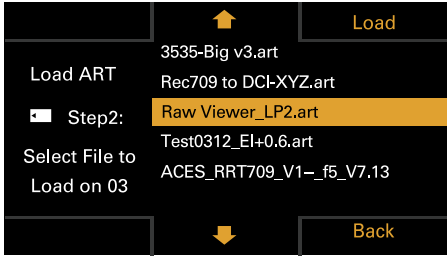 Load
Load ART
Step2:
Select File to
Load on 03
3535-Big v3.art
Rec709 to DCI-XYZ.art
Raw Viewer_LP2.art
Test0312_EI+0.6.art
ACES_RRT709_V1–_f5_V7.13
Back